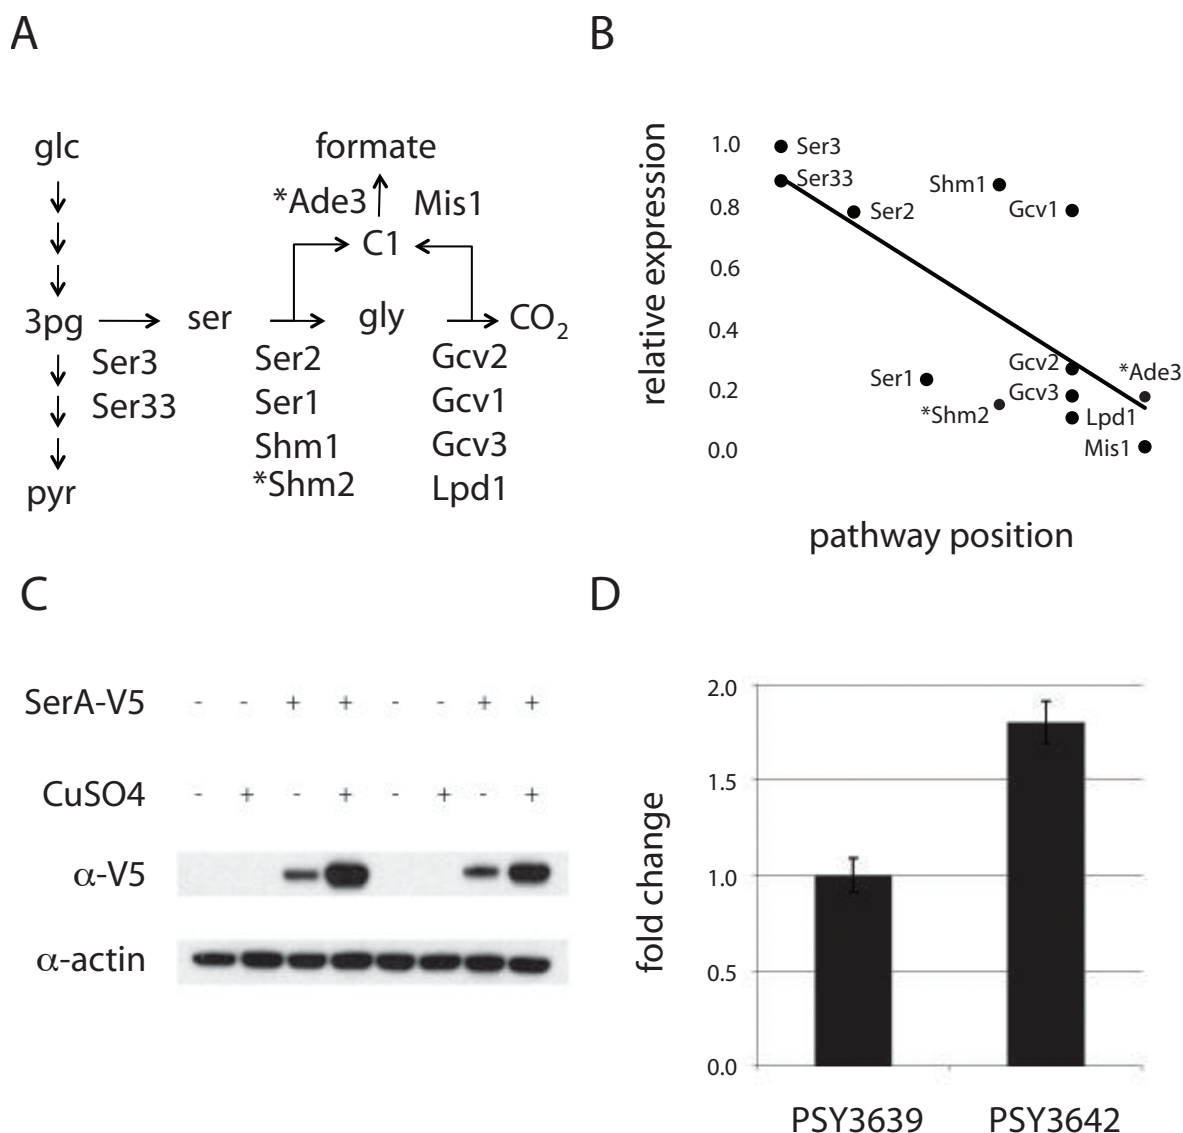 A
glc
formate
*Ade3 Mis1
C1
3pg ser gly CO2
Ser3 Ser2 Gcv2
Ser33 Ser1 Gcv1
Shm1 Gcv3
pyr *Shm2 Lpd1
B
relative expression
1.0 Ser3
Ser33 Shm1
0.8 Ser2 Gcv1
0.6
0.4
Gcv2 *Ade3
Ser1 Gcv3
0.2 *Shm2 Lpd1
0.0 Mis1
pathway position
C
SerA-V5 - - + + - - + +
CuSO4 - + - + - + - +
α-V5
α-actin
D
fold change
2.0
1.5
1.0
0.5
0.0
PSY3639 PSY3642